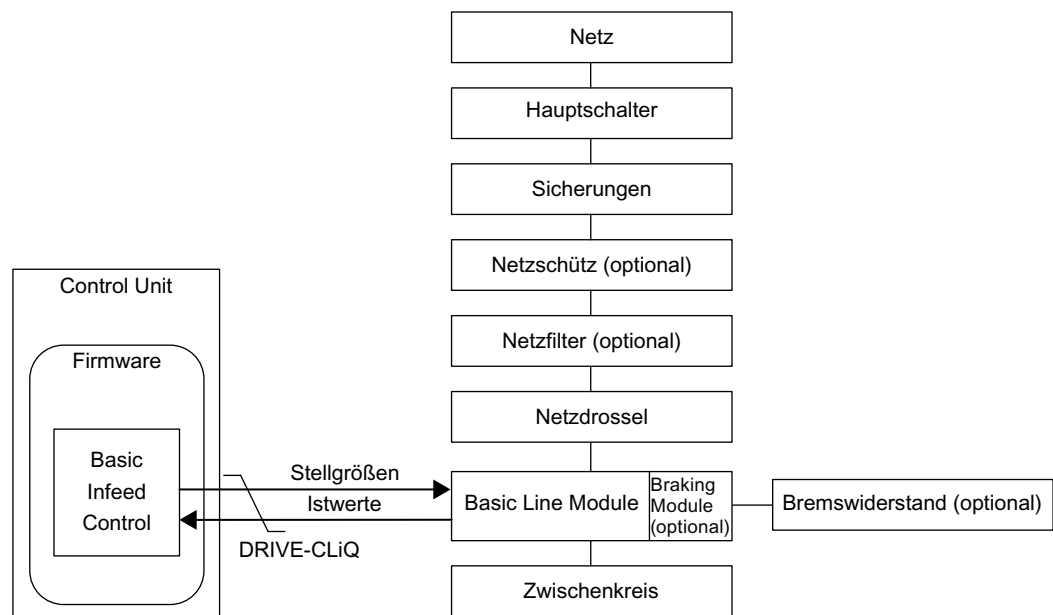 Netz
Hauptschalter
Sicherungen
Netzschütz (optional)
Netzfilter (optional)
Netzdrossel
Control Unit
Firmware
Basic
Infeed
Control
Stellgrößen
Istwerte
DRIVE-CLiQ
Basic Line Module
Braking
Module
(optional)
Bremswiderstand (optional)
Zwischenkreis